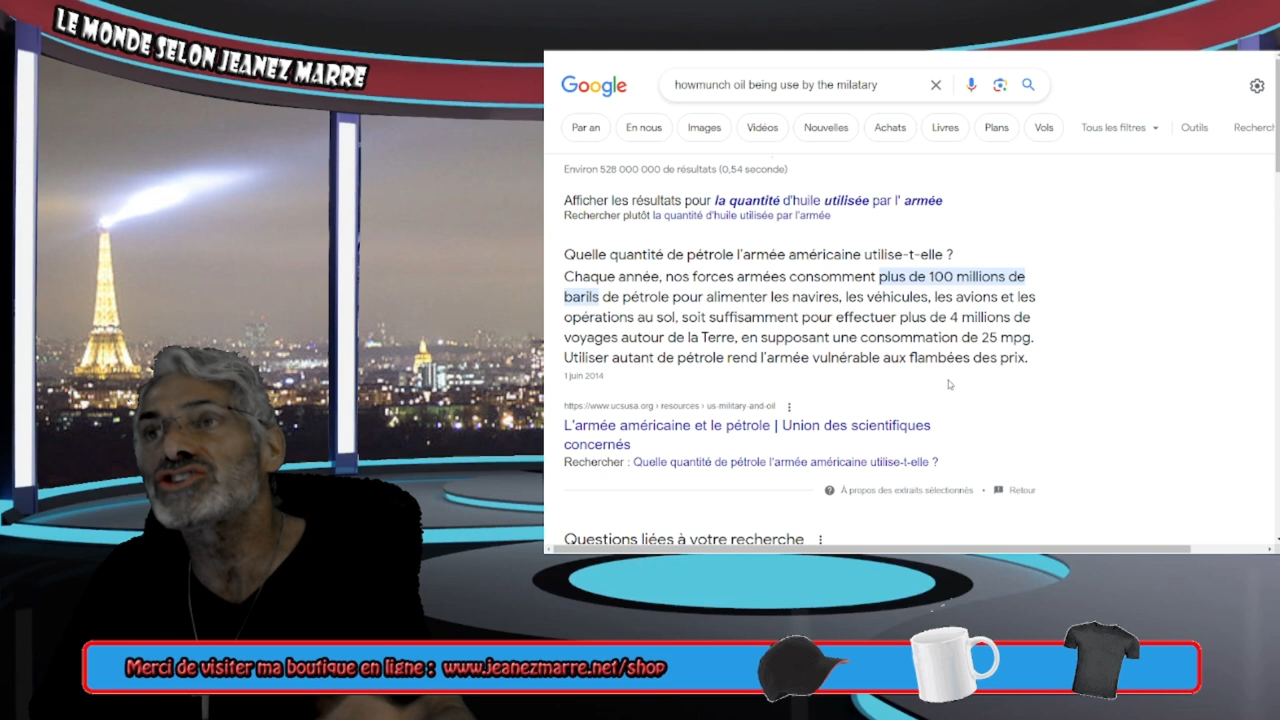 LE MONDE SELON JEANEZ MARRE
Google
howmunch oil being use by the milatary
Par an
En nous
Images
Vidéos
Nouvelles
Achats
Livres
Plans
Vols
Tous les filtres
Outils
Recherc
Environ 528 000 000 de résultats (0,54 seconde)
Afficher les résultats pour la quantité d'huile utilisée par l' armée
Rechercher plutôt la quantité d'huile utilisée par l'armée
Quelle quantité de pétrole l'armée américaine utilise-t-elle ?
Chaque année, nos forces armées consomment plus de 100 millions de
barils de pétrole pour alimenter les navires, les véhicules, les avions et les
opérations au sol, soit suffisamment pour effectuer plus de 4 millions de
voyages autour de la Terre, en supposant une consommation de 25 mpg.
Utiliser autant de pétrole rend l'armée vulnérable aux flambées des prix.
1 juin 2014
https://www.ucsusa.org › resources › us-military-and-oil
L'armée américaine et le pétrole | Union des scientifiques
concernés
Rechercher : Quelle quantité de pétrole l'armée américaine utilise-t-elle ?
À propos des extraits sélectionnés • Retour
Questions liées à votre recherche
Merci de visiter ma boutique en ligne : www.jeanezmarre.net/shop